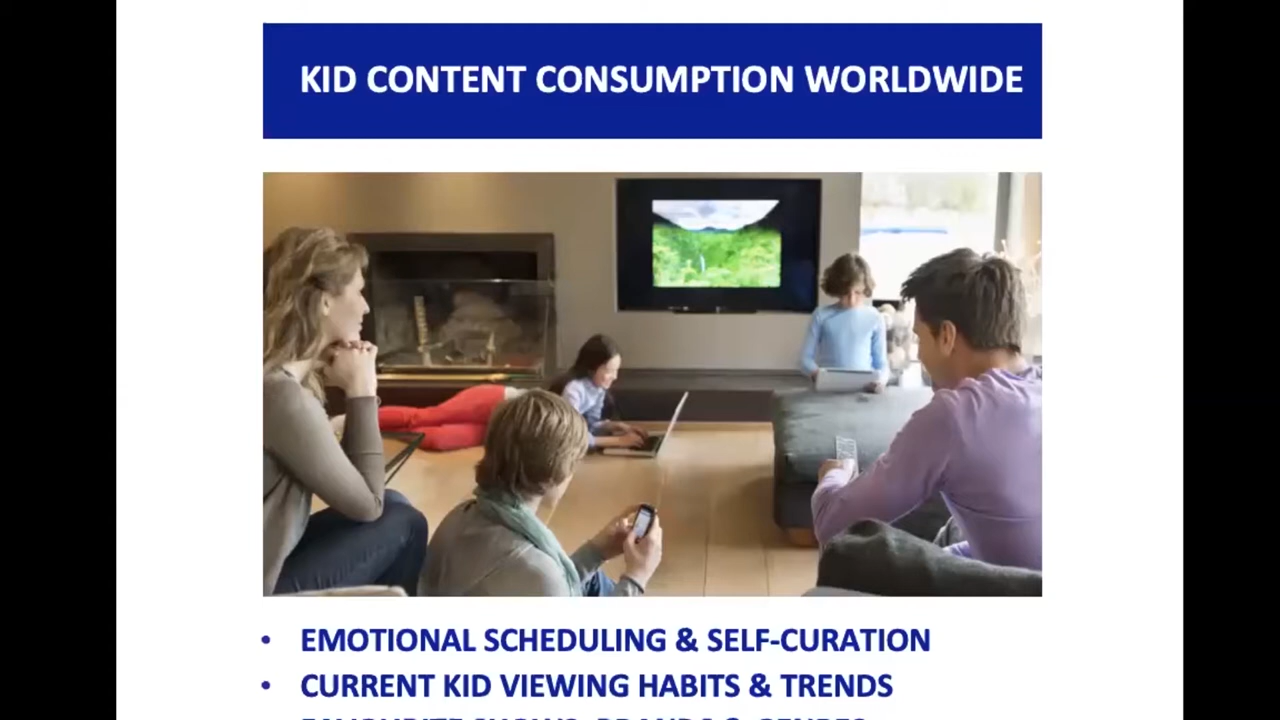 KID CONTENT CONSUMPTION WORLDWIDE
• EMOTIONAL SCHEDULING & SELF-CURATION
• CURRENT KID VIEWING HABITS & TRENDS